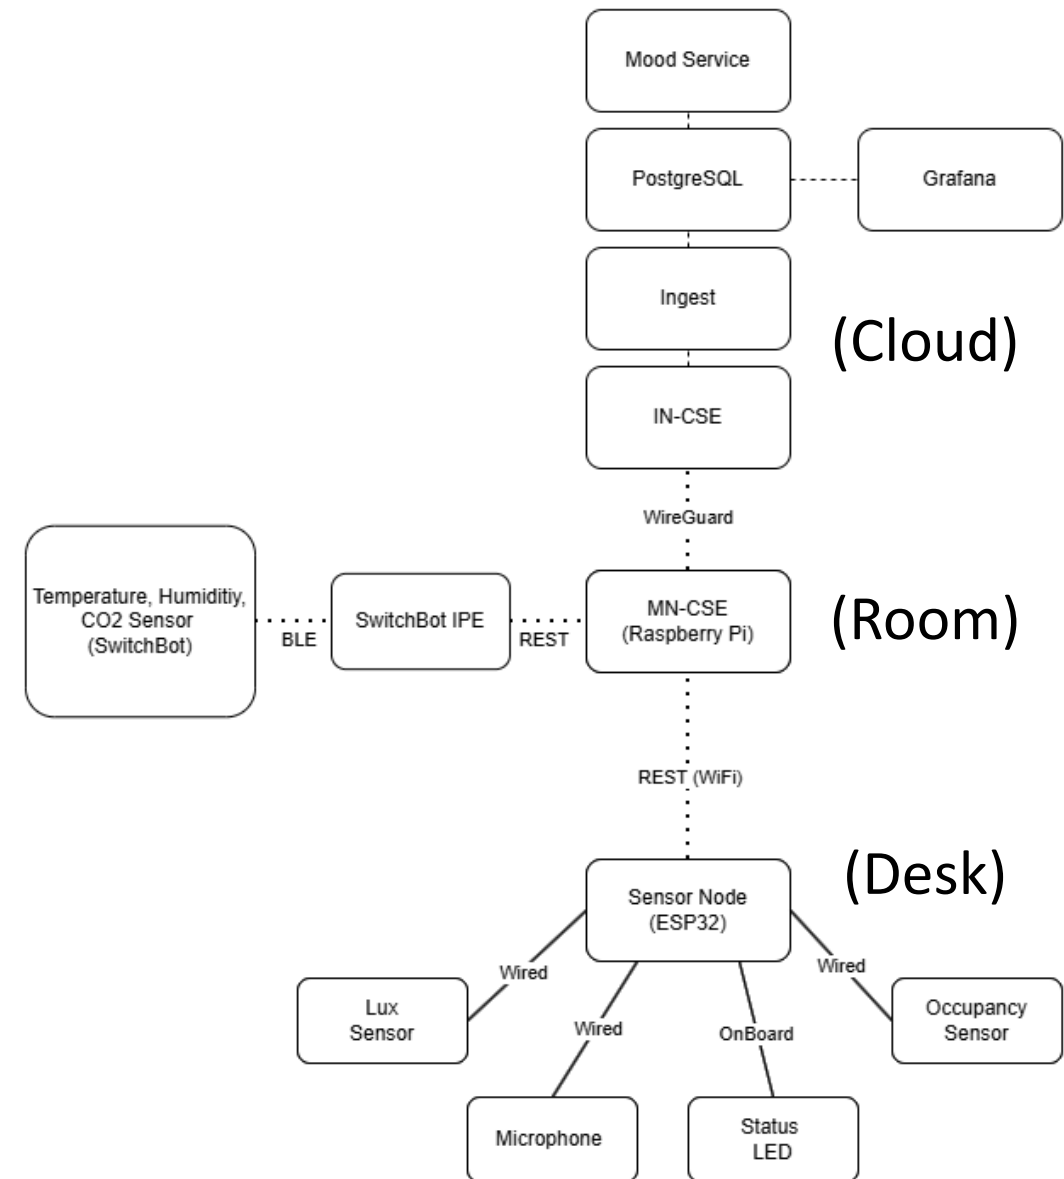 Mood Service
PostgreSQL
Grafana
Ingest
(Cloud)
IN-CSE
WireGuard
Temperature, Humiditiy,
CO2 Sensor
(SwitchBot)
BLE
SwitchBot IPE
REST
MN-CSE
(Raspberry Pi)
(Room)
REST (WiFi)
(Desk)
Sensor Node
(ESP32)
Wired
Wired
Wired
OnBoard
Lux
Sensor
Occupancy
Sensor
Microphone
Status
LED